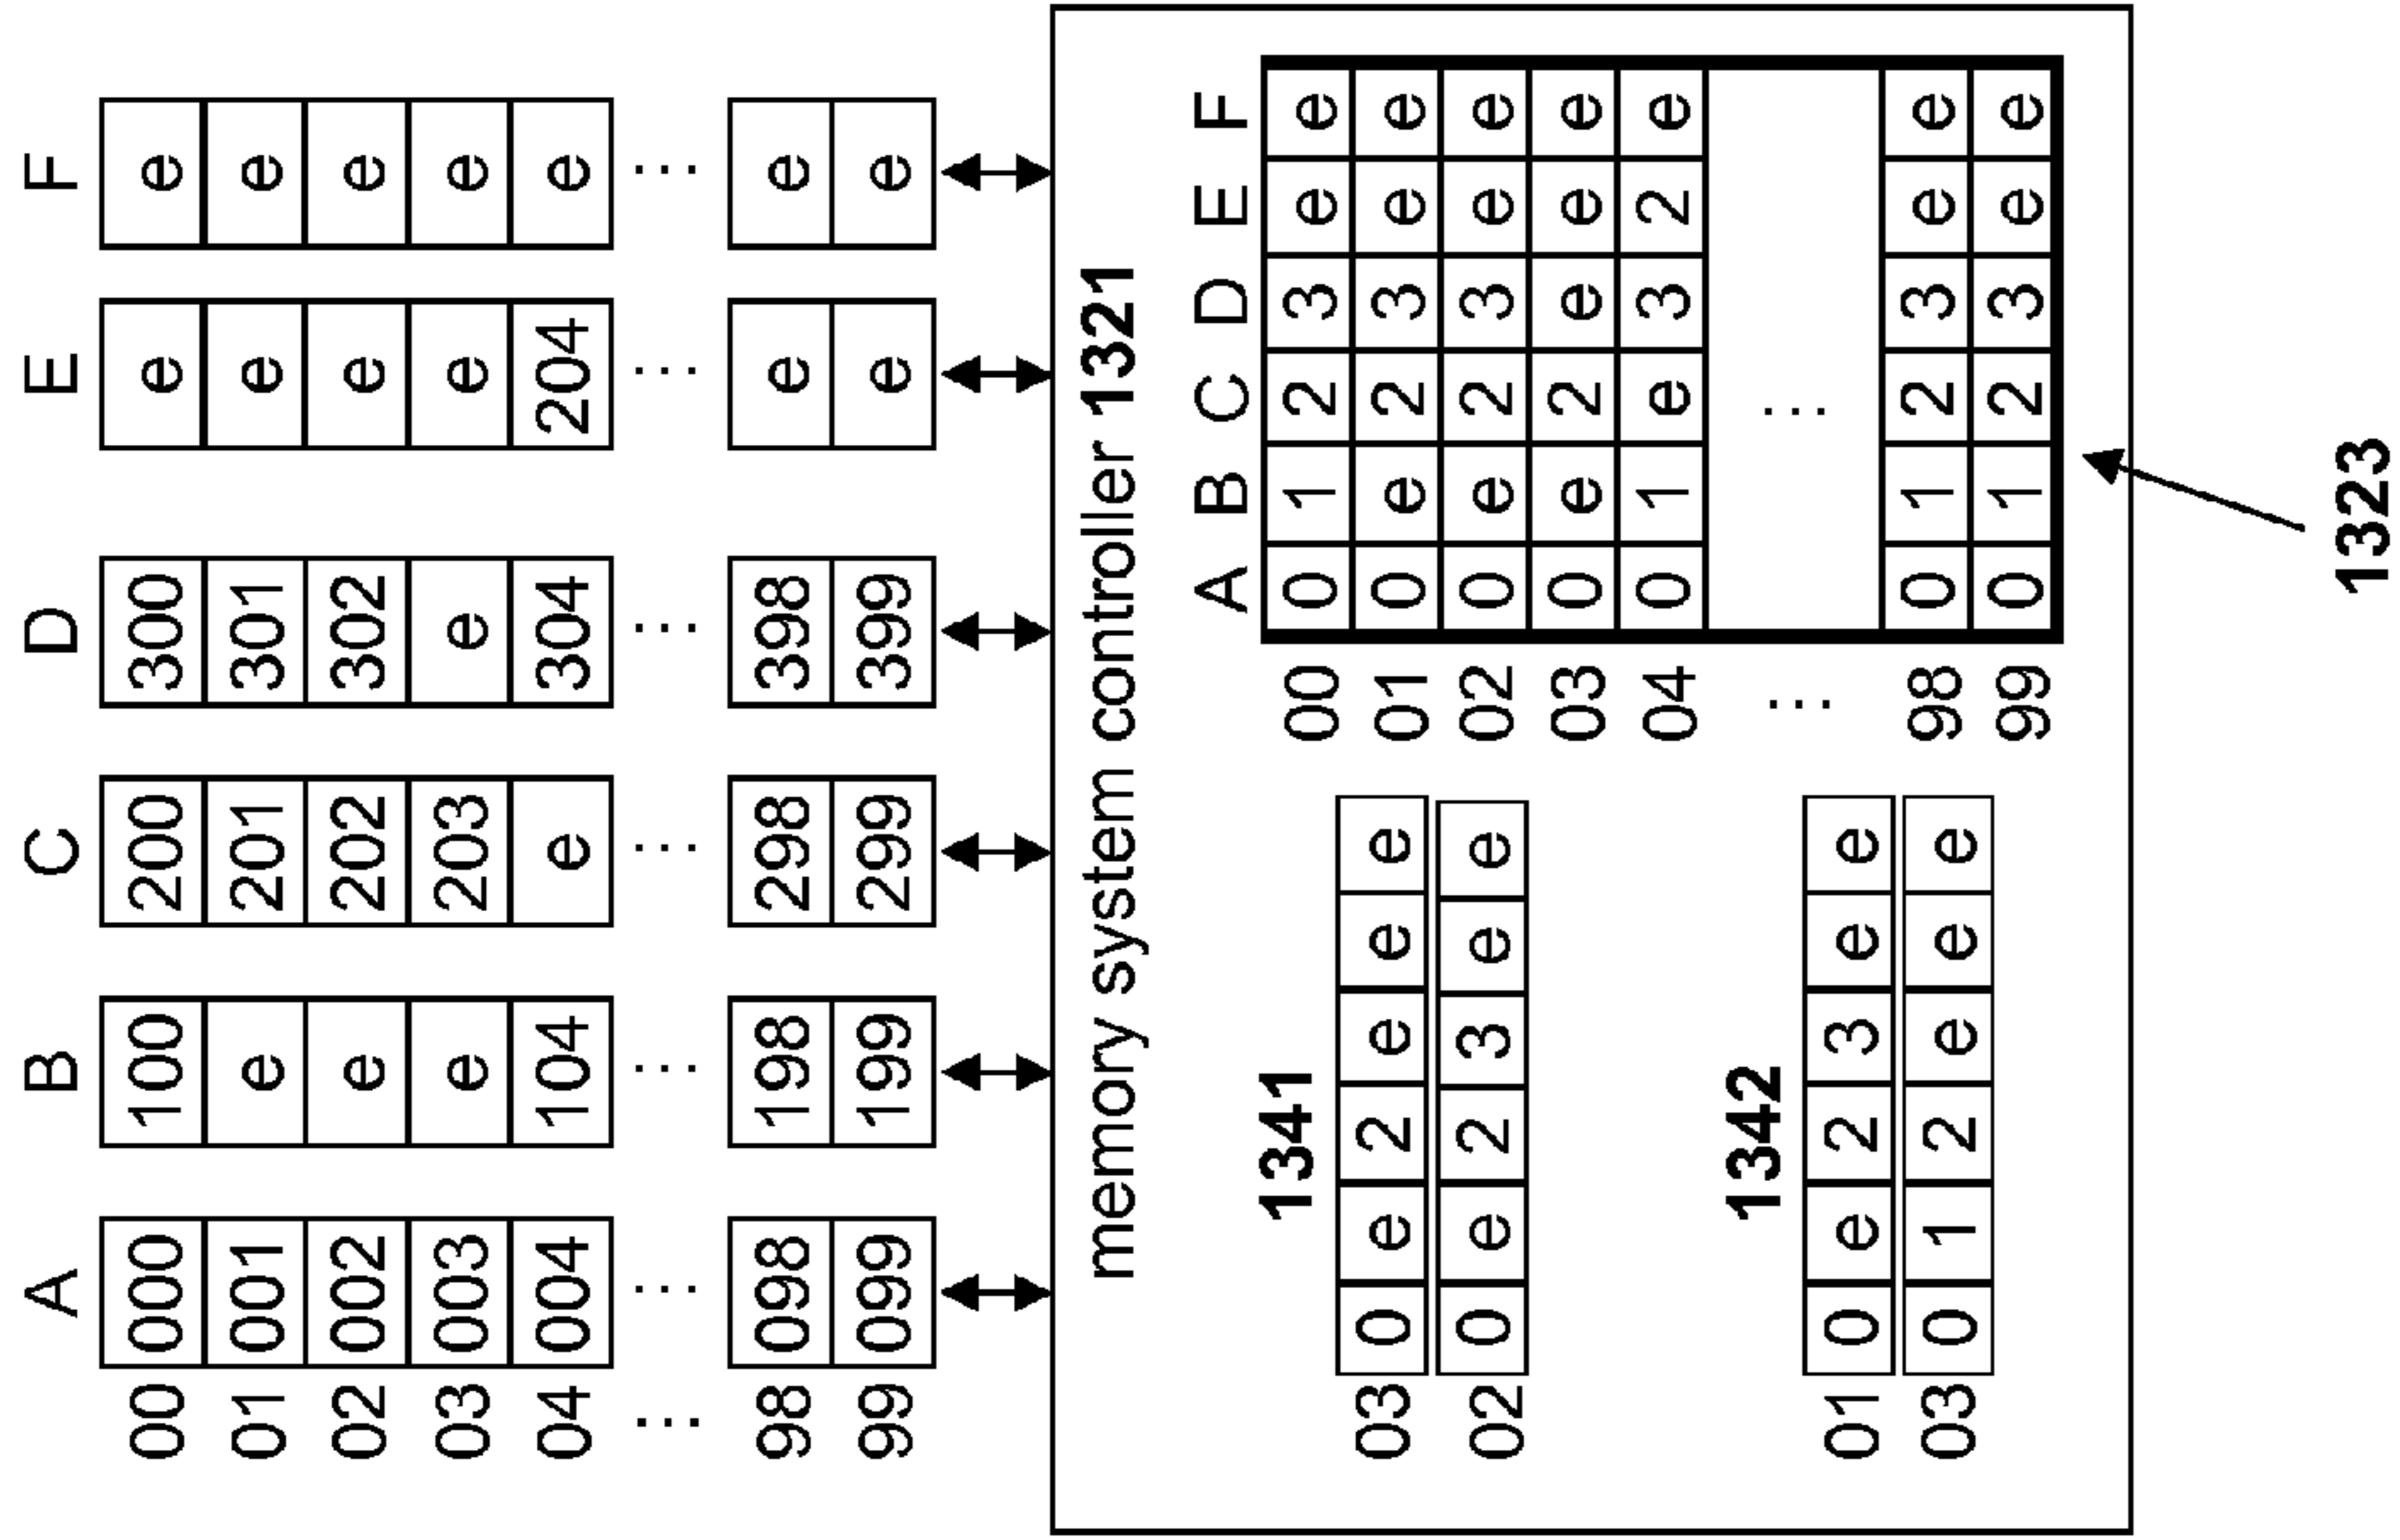 A B C D E F
00 000 100 200 300 e e
01 001 e 201 301 e e
02 002 e 202 302 e e
03 003 e 203 e e e
04 004 104 e 304 204 e
... ... ... ... ... ... ...
98 098 198 298 398 e e
99 099 199 299 399 e e
memory system controller 1321
1341
03 0 e 2 e e e
02 0 e 2 3 e e
1342
01 0 e 2 3 e e
03 0 1 2 e e e
A B C D E F
00 0 1 2 3 e e
01 0 e 2 3 e e
02 0 e 2 3 e e
03 0 e 2 e e e
04 0 1 e 3 2 e
... ...
98 0 1 2 3 e e
99 0 1 2 3 e e
1323